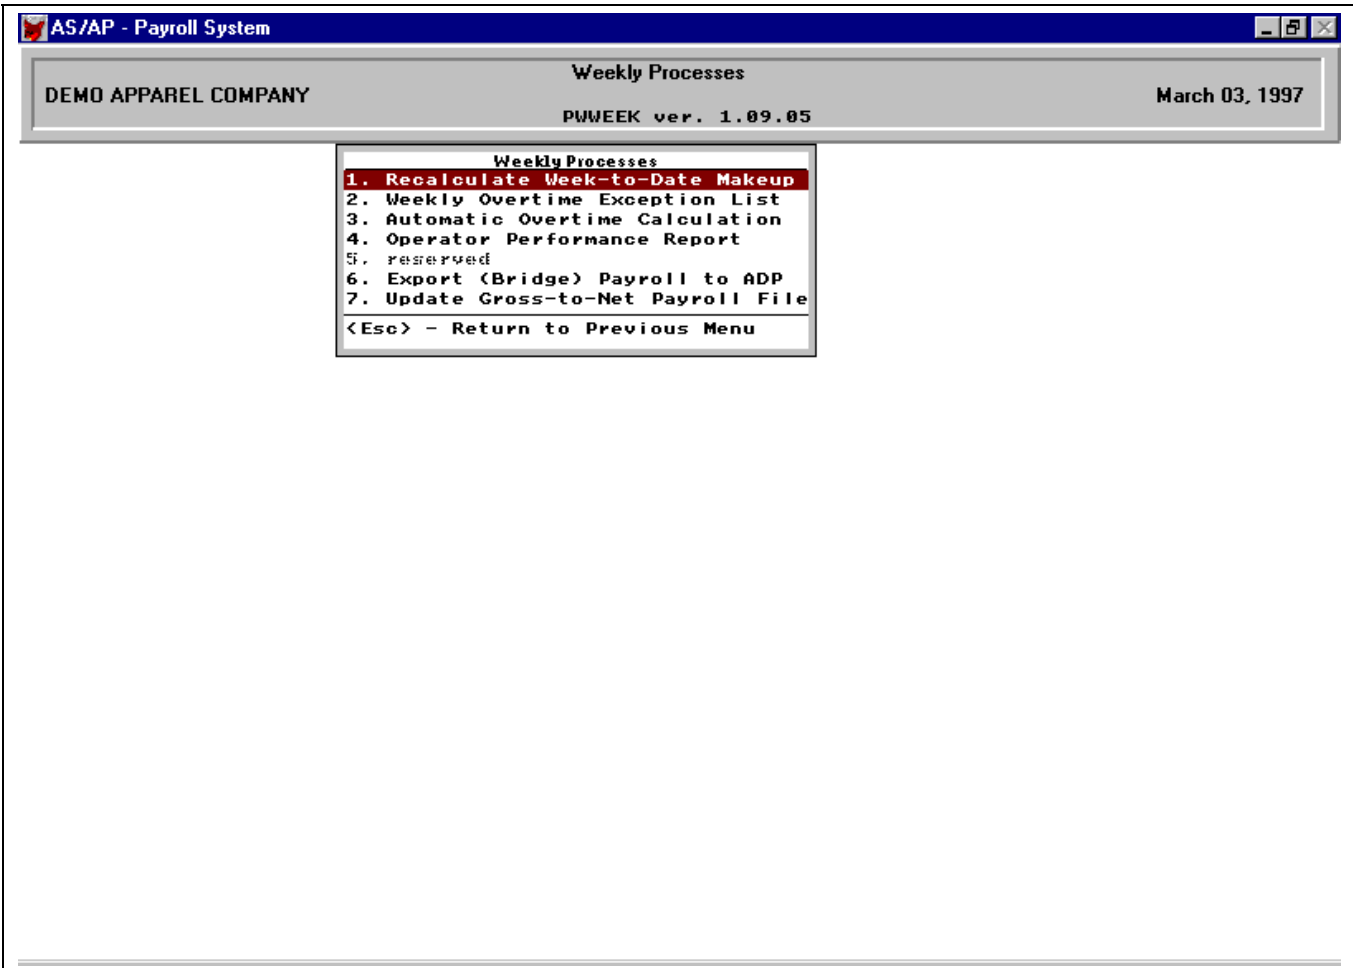 AS/AP - Payroll System
Weekly Processes
DEMO APPAREL COMPANY
March 03, 1997
PWWEEK ver. 1.09.05
Weekly Processes
1. Recalculate Week-to-Date Makeup
2. Weekly Overtime Exception List
3. Automatic Overtime Calculation
4. Operator Performance Report
5. reserved
6. Export (Bridge) Payroll to ADP
7. Update Gross-to-Net Payroll File
<Esc> - Return to Previous Menu